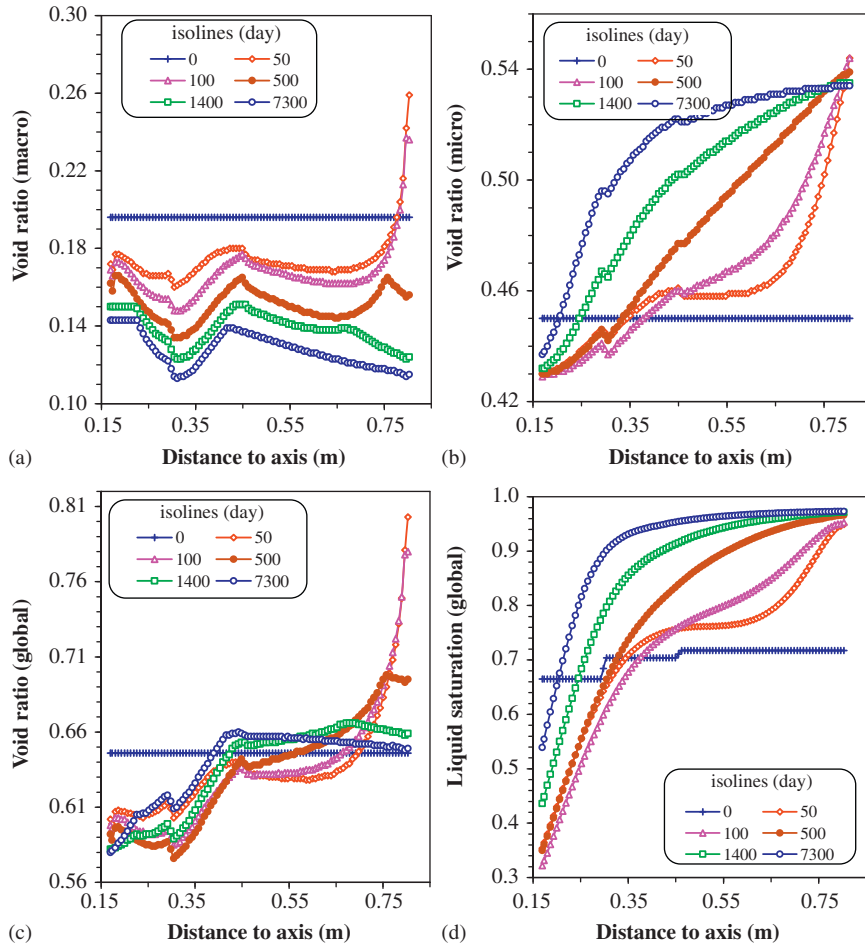 isolines (day)
0 50
100 500
1400 7300
Void ratio (macro)
0.30
0.26
0.22
0.18
0.14
0.10
0.15 0.35 0.55 0.75
(a) Distance to axis (m)
isolines (day)
0 50
100 500
1400 7300
Void ratio (micro)
0.54
0.50
0.46
0.42
0.15 0.35 0.55 0.75
(b) Distance to axis (m)
isolines (day)
0 50
100 500
1400 7300
Void ratio (global)
0.81
0.76
0.71
0.66
0.61
0.56
0.15 0.35 0.55 0.75
(c) Distance to axis (m)
Liquid saturation (global)
1.0
0.9
0.8
0.7
0.6
0.5
0.4
0.3
isolines (day)
0 50
100 500
1400 7300
0.15 0.35 0.55 0.75
(d) Distance to axis (m)